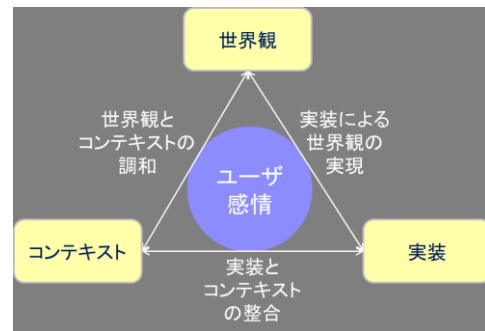 世界観
世界観と
コンテキストの
調和
実装による
世界観の
実現
ユーザ
感情
コンテキスト
実装
実装と
コンテキスト
の整合